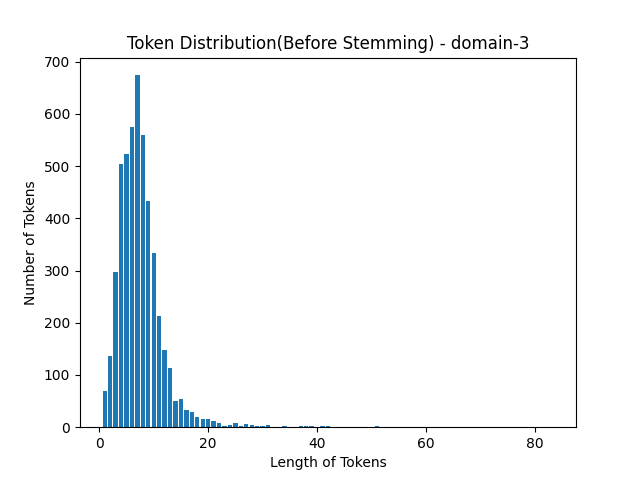 Token Distribution(Before Stemming) - domain-3
700
600
500
400
300
200
100
0
Number of Tokens
0 20 40 60 80
Length of Tokens